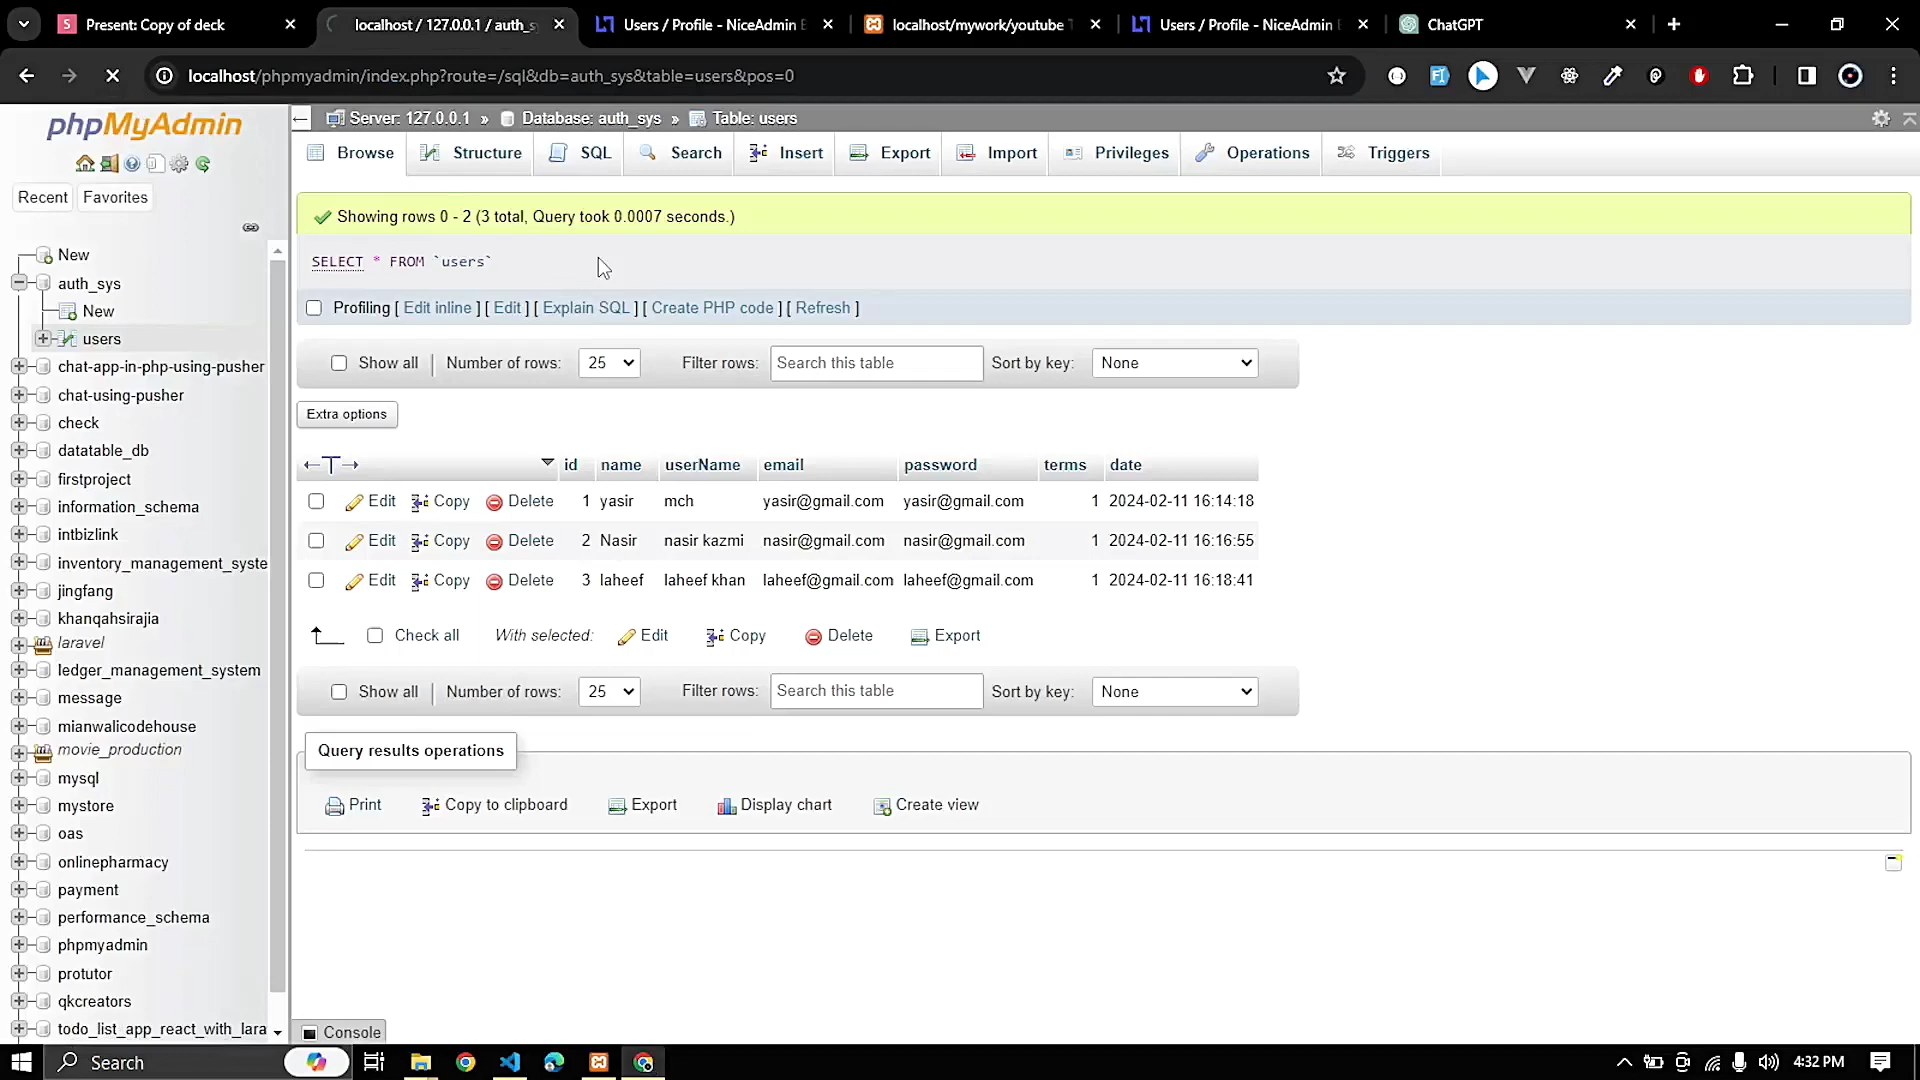 Present: Copy of deck
localhost / 127.0.0.1 / auth_sy
Users / Profile - NiceAdmin B
localhost/mywork/youtube T
Users / Profile - NiceAdmin B
ChatGPT
localhost/phpmyadmin/index.php?route=/sql&db=auth_sys&table=users&pos=0
phpMyAdmin
Server: 127.0.0.1 » Database: auth_sys » Table: users
Browse Structure SQL Search Insert Export Import Privileges Operations Triggers
Recent Favorites
New
auth_sys
New
users
chat-app-in-php-using-pusher
chat-using-pusher
check
datatable_db
firstproject
information_schema
intbizlink
inventory_management_syste
jingfang
khanqahsirajia
laravel
ledger_management_system
message
mianwalicodehouse
movie_production
mysql
mystore
oas
onlinepharmacy
payment
performance_schema
phpmyadmin
protutor
qkcreators
todo_list_app_react_with_lara
Showing rows 0 - 2 (3 total, Query took 0.0007 seconds.)
SELECT * FROM `users`
Profiling [ Edit inline ] [ Edit ] [ Explain SQL ] [ Create PHP code ] [ Refresh ]
Show all | Number of rows: 25 Filter rows: Search this table Sort by key: None
Extra options
←T→ id name userName email password terms date
Edit Copy Delete 1 yasir mch yasir@gmail.com yasir@gmail.com 1 2024-02-11 16:14:18
Edit Copy Delete 2 Nasir nasir kazmi nasir@gmail.com nasir@gmail.com 1 2024-02-11 16:16:55
Edit Copy Delete 3 laheef laheef khan laheef@gmail.com laheef@gmail.com 1 2024-02-11 16:18:41
Check all With selected: Edit Copy Delete Export
Show all | Number of rows: 25 Filter rows: Search this table Sort by key: None
Query results operations
Print Copy to clipboard Export Display chart Create view
Console
Search
4:32 PM